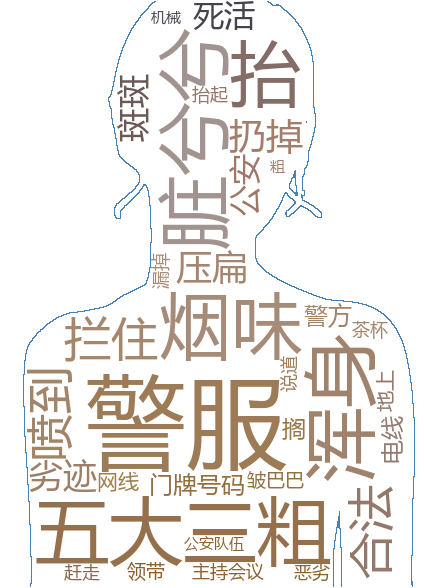 机械
死活
脏兮兮
抬
斑斑
抬起
扔掉
公安
粗
压扁
漏掉
烟味
警方
茶杯
拦住
浑身
说道
地上
喷到
警服
搁
电线
劣迹
网线
门牌号码
皱巴巴
合法
五大三粗
公安队伍
赶走
领带
主持会议
恶劣